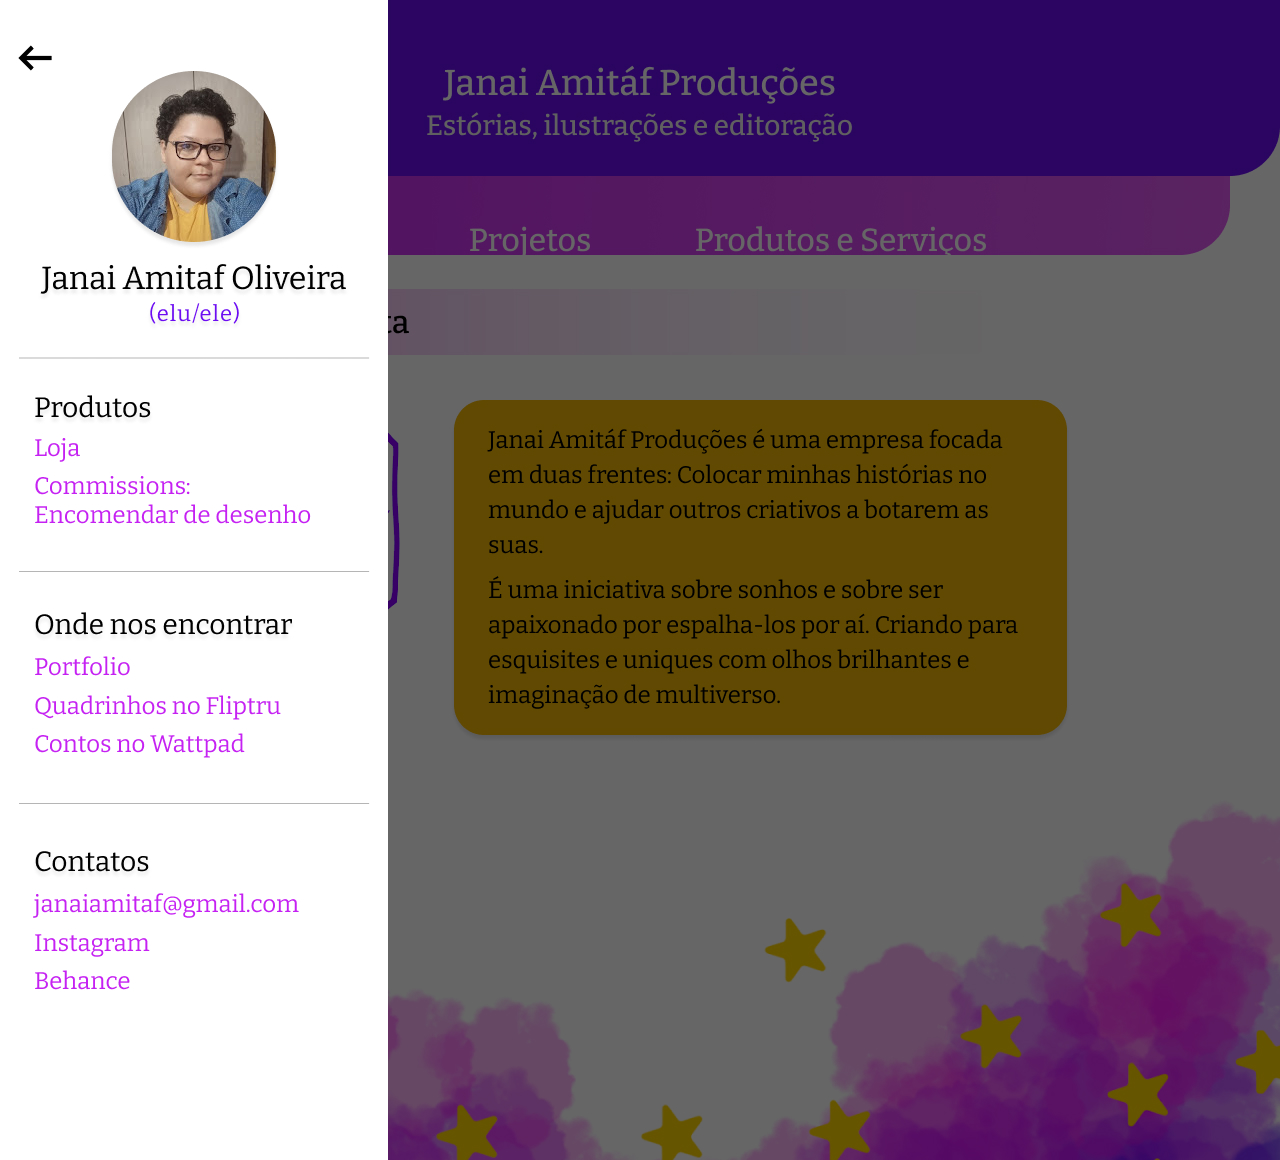 Janai Amitaf Oliveira
(elu/ele)
Produtos
Loja
Commissions:
Encomendar de desenho
Onde nos encontrar
Portfolio
Quadrinhos no Fliptru
Contos no Wattpad
Contatos
janaiamitaf@gmail.com
Instagram
Behance
Janai Amitáf Produções
Estórias, ilustrações e editoração
Projetos
Produtos e Serviços
Janai Amitáf Produções é uma empresa focada
em duas frentes: Colocar minhas histórias no
mundo e ajudar outros criativos a botarem as
suas.
É uma iniciativa sobre sonhos e sobre ser
apaixonado por espalha-los por aí. Criando para
esquisites e uniques com olhos brilhantes e
imaginação de multiverso.